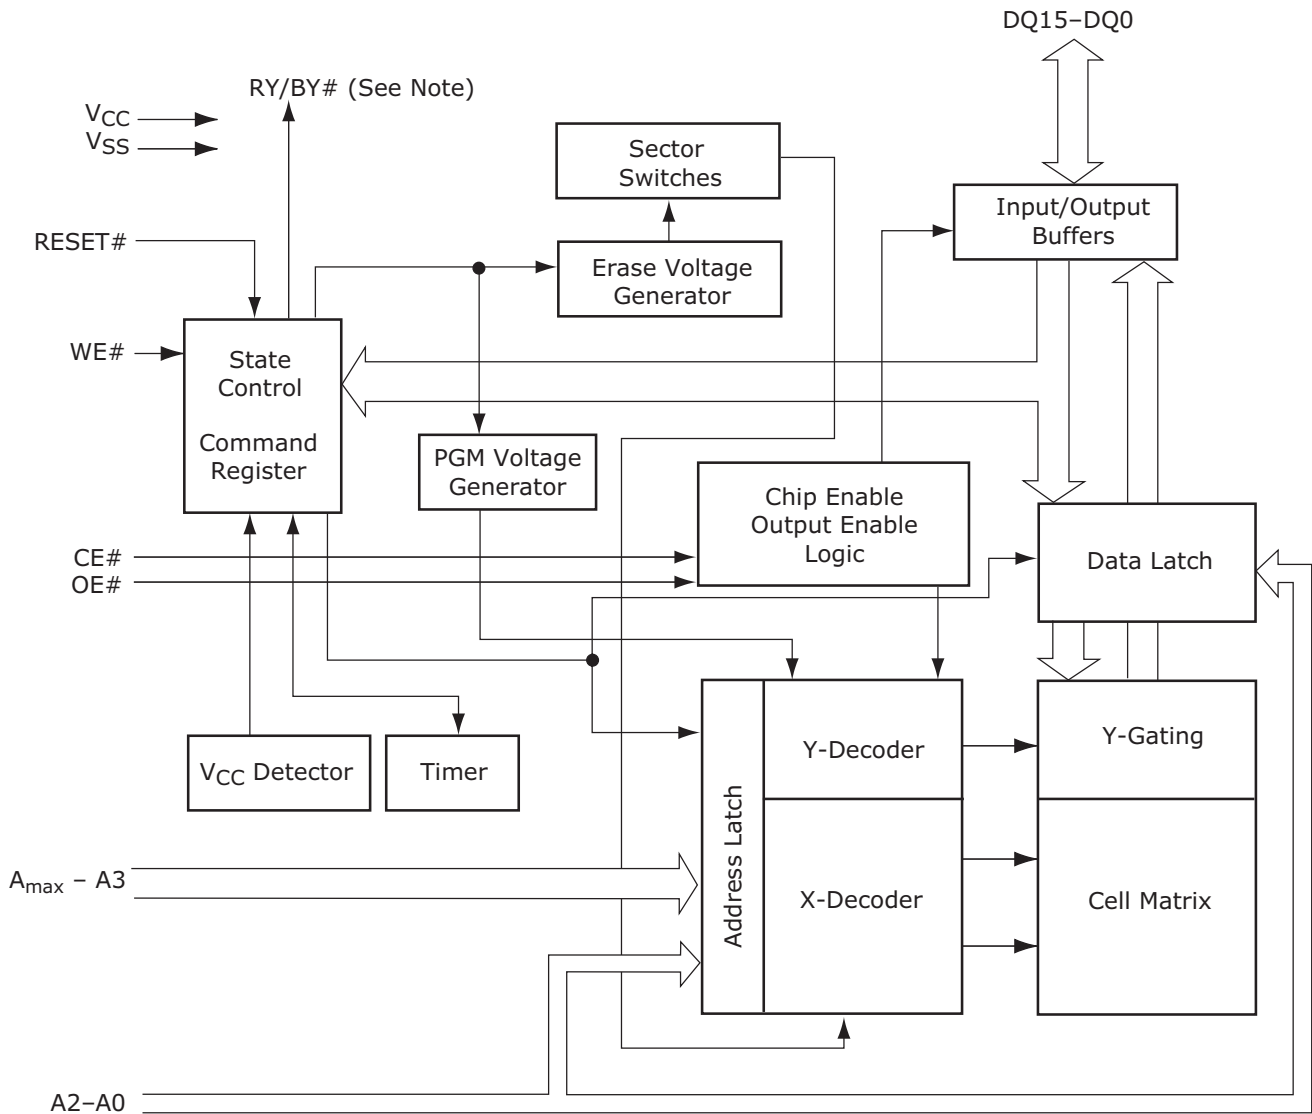 DQ15–DQ0
RY/BY# (See Note)
VCC
VSS
Sector
Switches
Input/Output
Buffers
RESET#
Erase Voltage
Generator
WE#
State
Control
Command
Register
PGM Voltage
Generator
Chip Enable
Output Enable
Logic
CE#
OE#
Data Latch
Y-Decoder
Y-Gating
VCC Detector
Timer
Address Latch
Amax – A3
X-Decoder
Cell Matrix
A2–A0